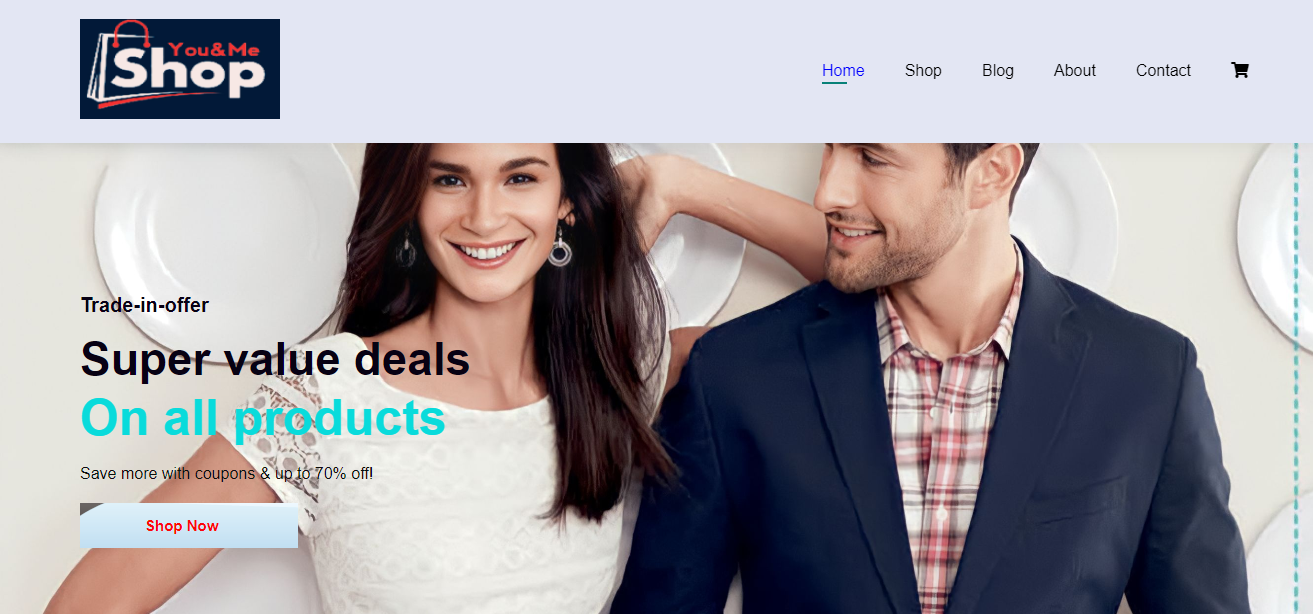 You&Me
Shop
Home
Shop
Blog
About
Contact
Trade-in-offer
Super value deals
On all products
Save more with coupons & up to 70% off!
Shop Now